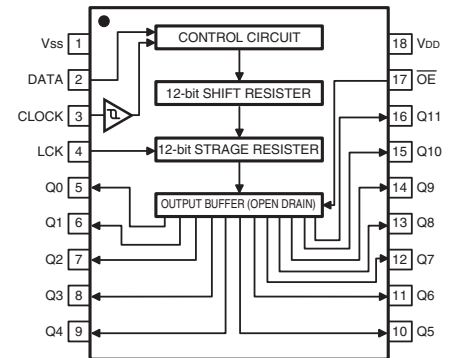 CONTROL CIRCUIT
12-bit SHIFT RESISTER
12-bit STRAGE RESISTER
OUTPUT BUFFER (OPEN DRAIN)
Vss 1
DATA 2
CLOCK 3
LCK 4
Q0 5
Q1 6
Q2 7
Q3 8
Q4 9
18 VDD
17 OE
16 Q11
15 Q10
14 Q9
13 Q8
12 Q7
11 Q6
10 Q5